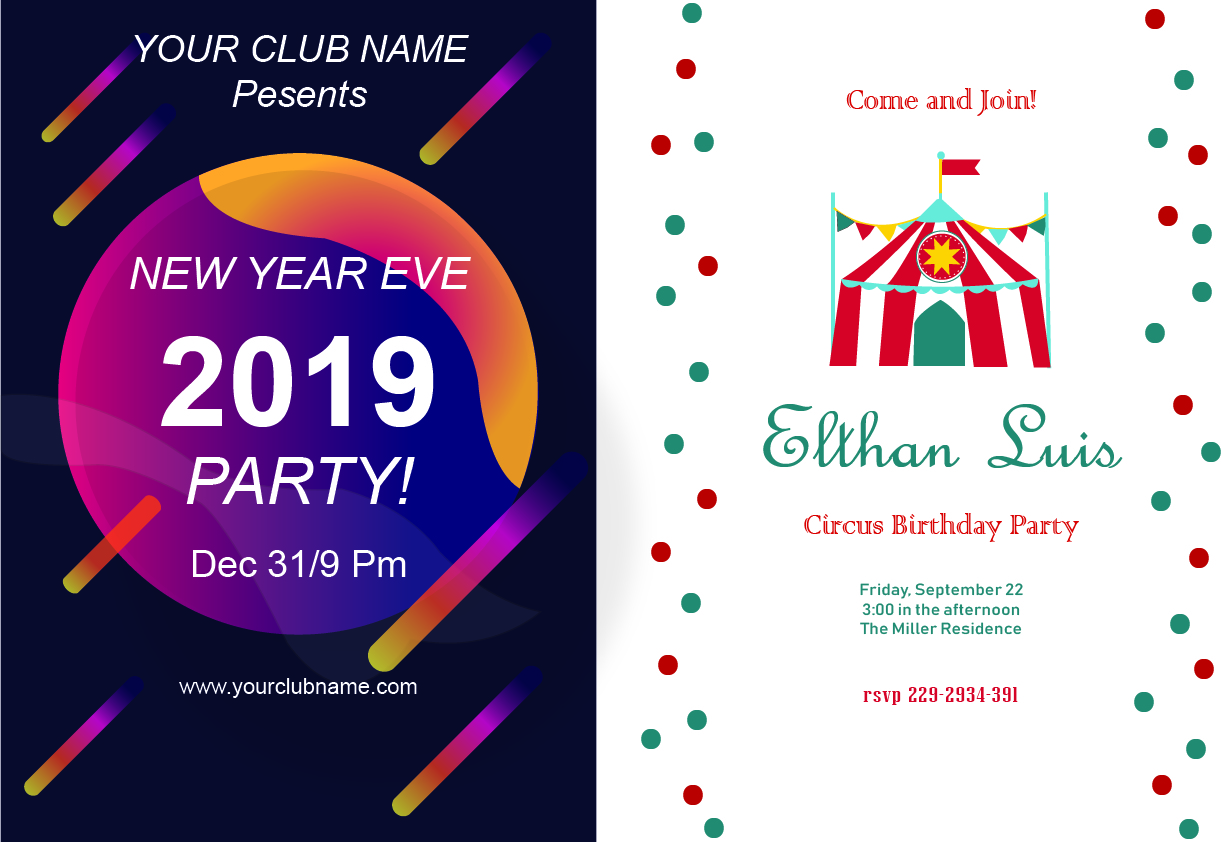 YOUR CLUB NAME
Pesents
NEW YEAR EVE
2019
PARTY!
Dec 31/9 Pm
www.yourclubname.com
Come and Join!
Elthan Luis
Circus Birthday Party
Friday, September 22
3:00 in the afternoon
The Miller Residence
rsvp 229-2934-391